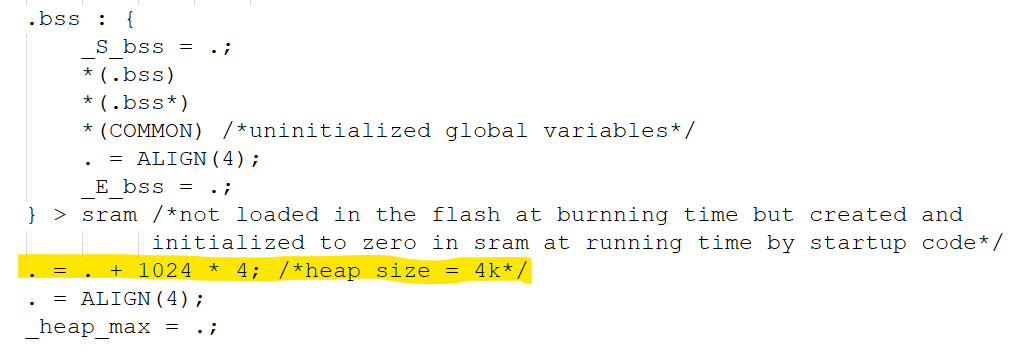 .bss : {
_S_bss = .;
*(.bss)
*(.bss*)
*(COMMON) /*uninitialized global variables*/
. = ALIGN(4);
_E_bss = .;
} > sram /*not loaded in the flash at burnning time but created and
initialized to zero in sram at running time by startup code*/
. = . + 1024 * 4; /*heap size = 4k*/
. = ALIGN(4);
_heap_max = .;